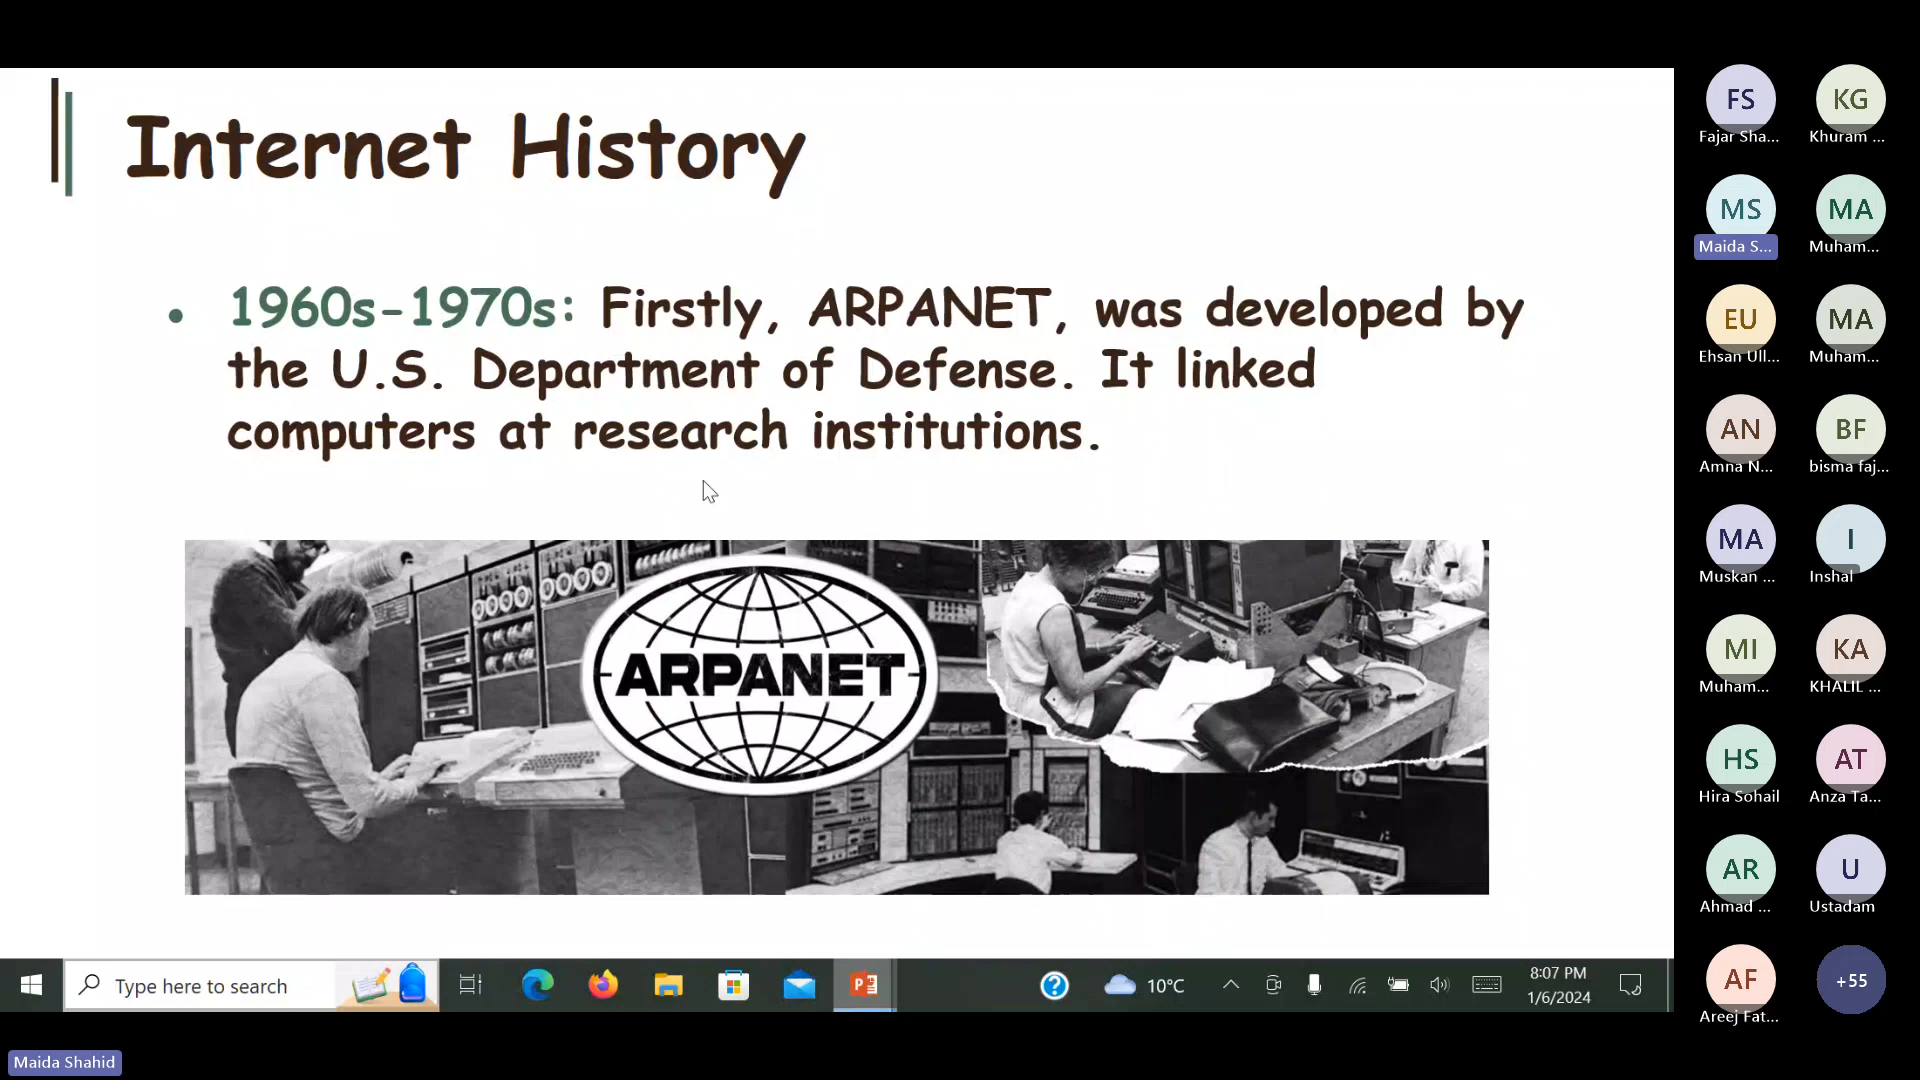 Internet History
• 1960s-1970s: Firstly, ARPANET, was developed by
the U.S. Department of Defense. It linked
computers at research institutions.
ARPANET
Type here to search
10°C
8:07 PM
1/6/2024
Maida Shahid
FS
Fajar Sha...
KG
Khuram ...
MS
Maida S...
MA
Muham...
EU
Ehsan Ull...
MA
Muham...
AN
Amna N...
BF
bisma faj...
MA
Muskan ...
I
Inshal
MI
Muham...
KA
KHALIL ...
HS
Hira Sohail
AT
Anza Ta...
AR
Ahmad ...
U
Ustadam
AF
Areej Fat...
+55